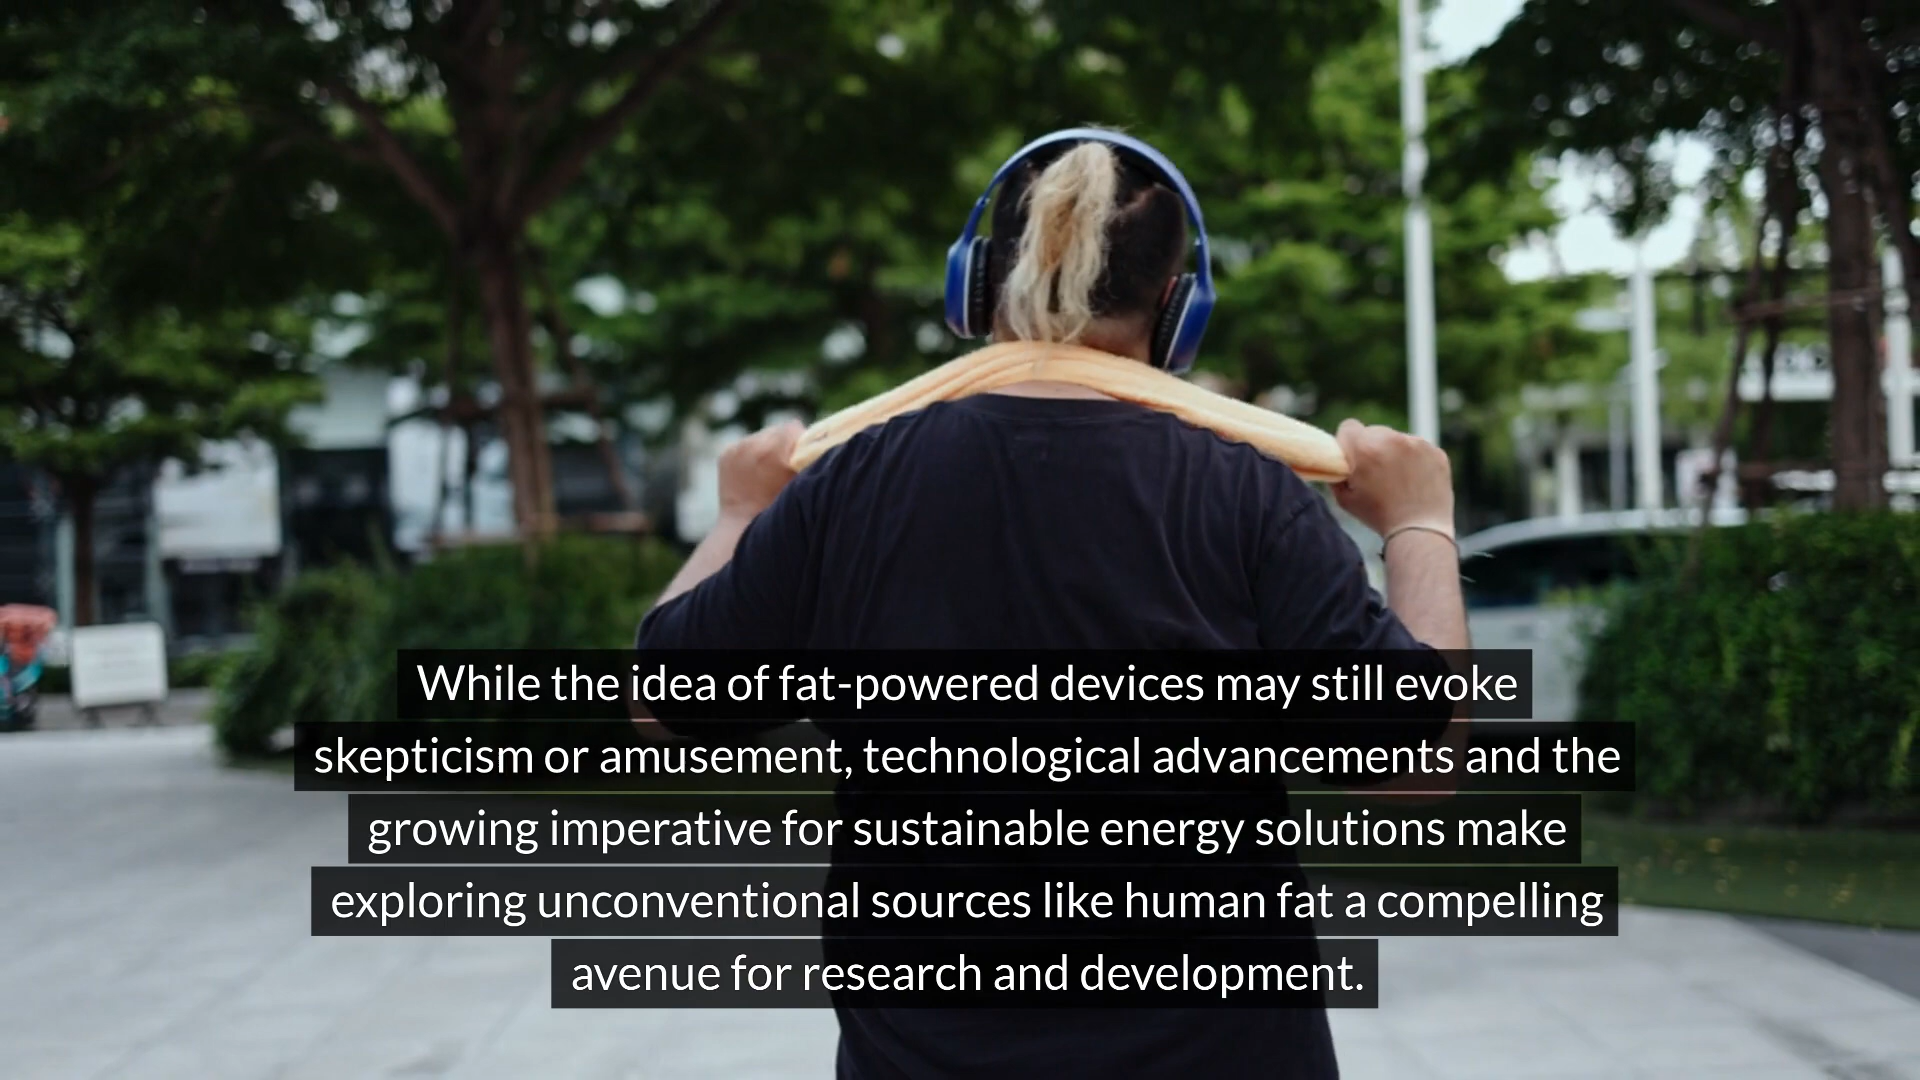 While the idea of fat-powered devices may still evoke
skepticism or amusement, technological advancements and the
growing imperative for sustainable energy solutions make
exploring unconventional sources like human fat a compelling
avenue for research and development.